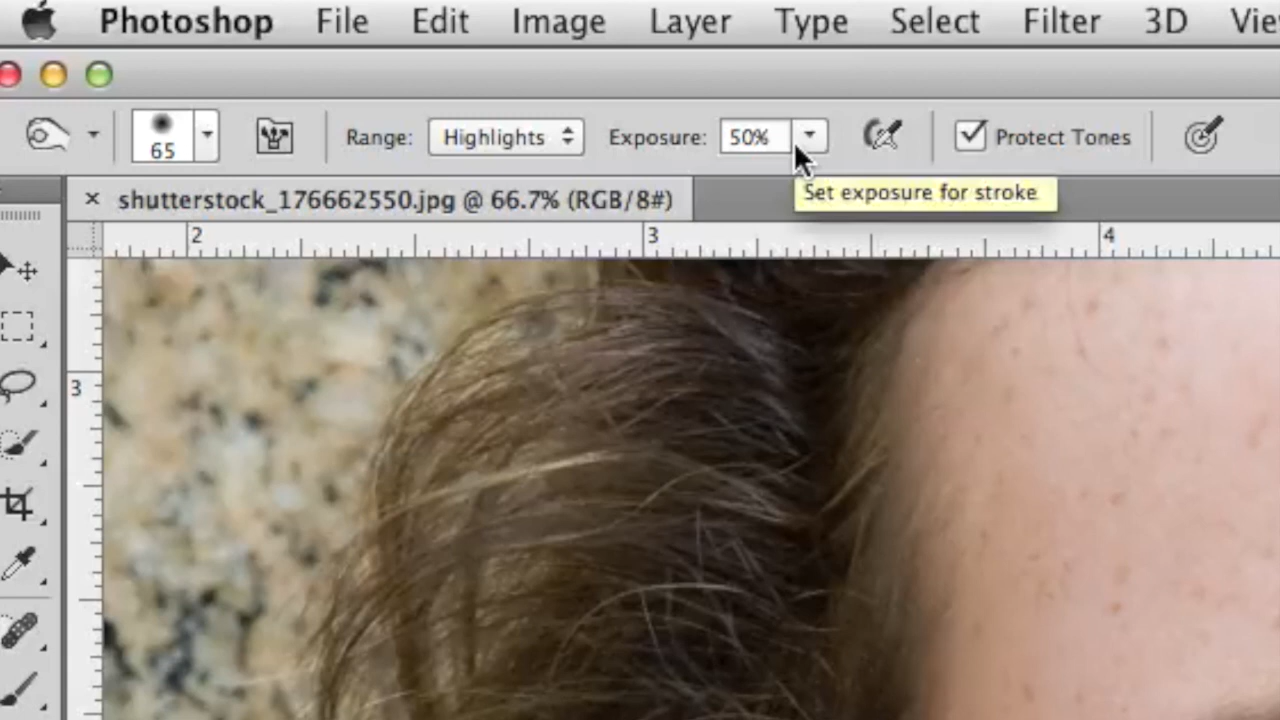 Photoshop File Edit Image Layer Type Select Filter 3D Vie
65 Range: Highlights Exposure: 50% Protect Tones
Set exposure for stroke
× shutterstock_176662550.jpg @ 66.7% (RGB/8#)
2 3 4
3